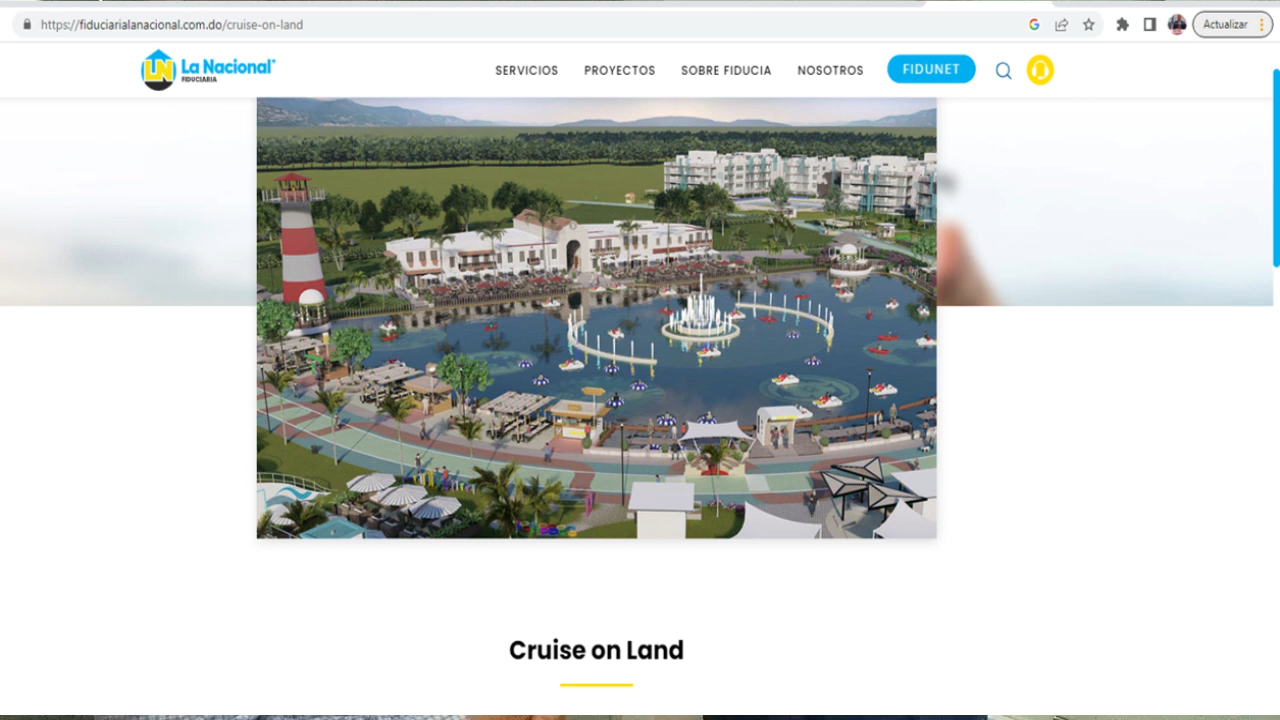 https://fiduciarialanacional.com.do/cruise-on-land
Actualizar
LN La Nacional
FIDUCIARIA
SERVICIOS PROYECTOS SOBRE FIDUCIA NOSOTROS FIDUNET
Cruise on Land